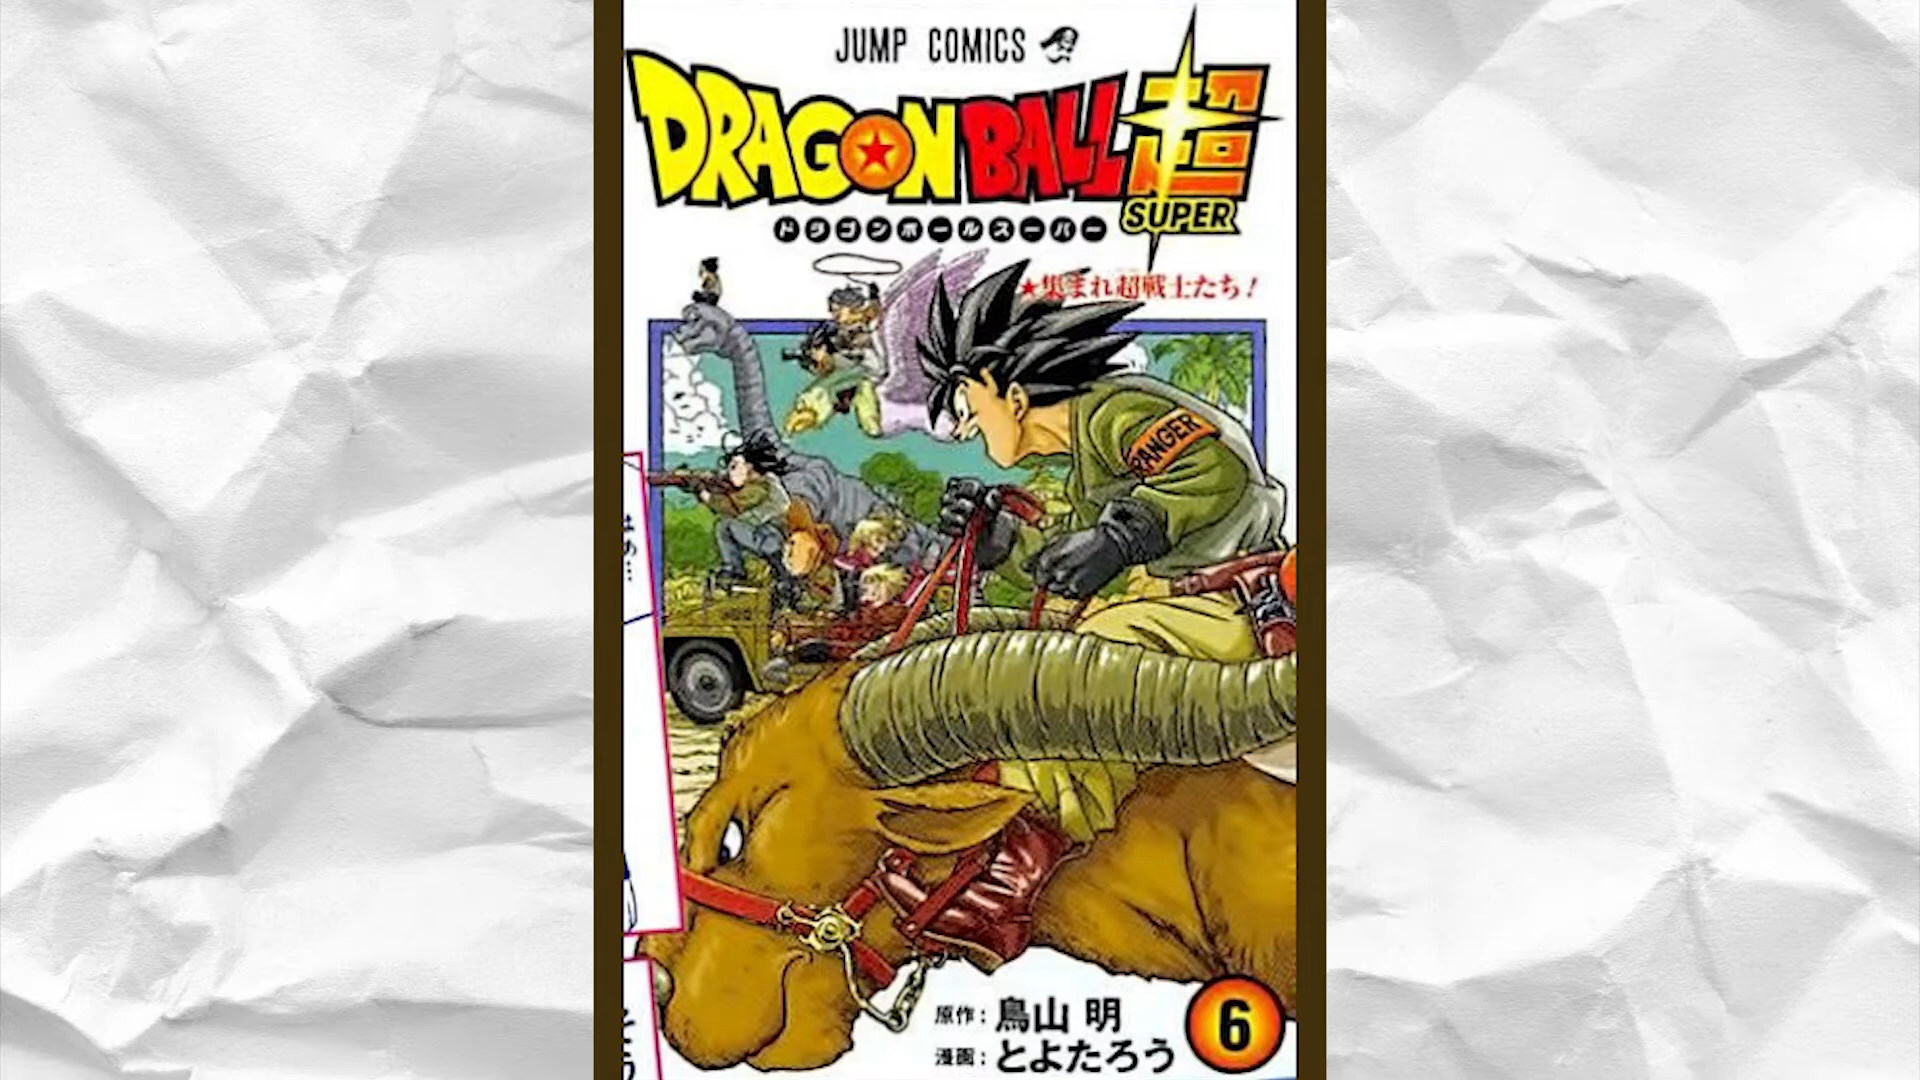 JUMP COMICS
DRAGON BALL超
SUPER
ドラゴンボールスーパー
★集まれ超戦士たち!
RANGER
原作: 鳥山 明
漫画: とよたろう
6